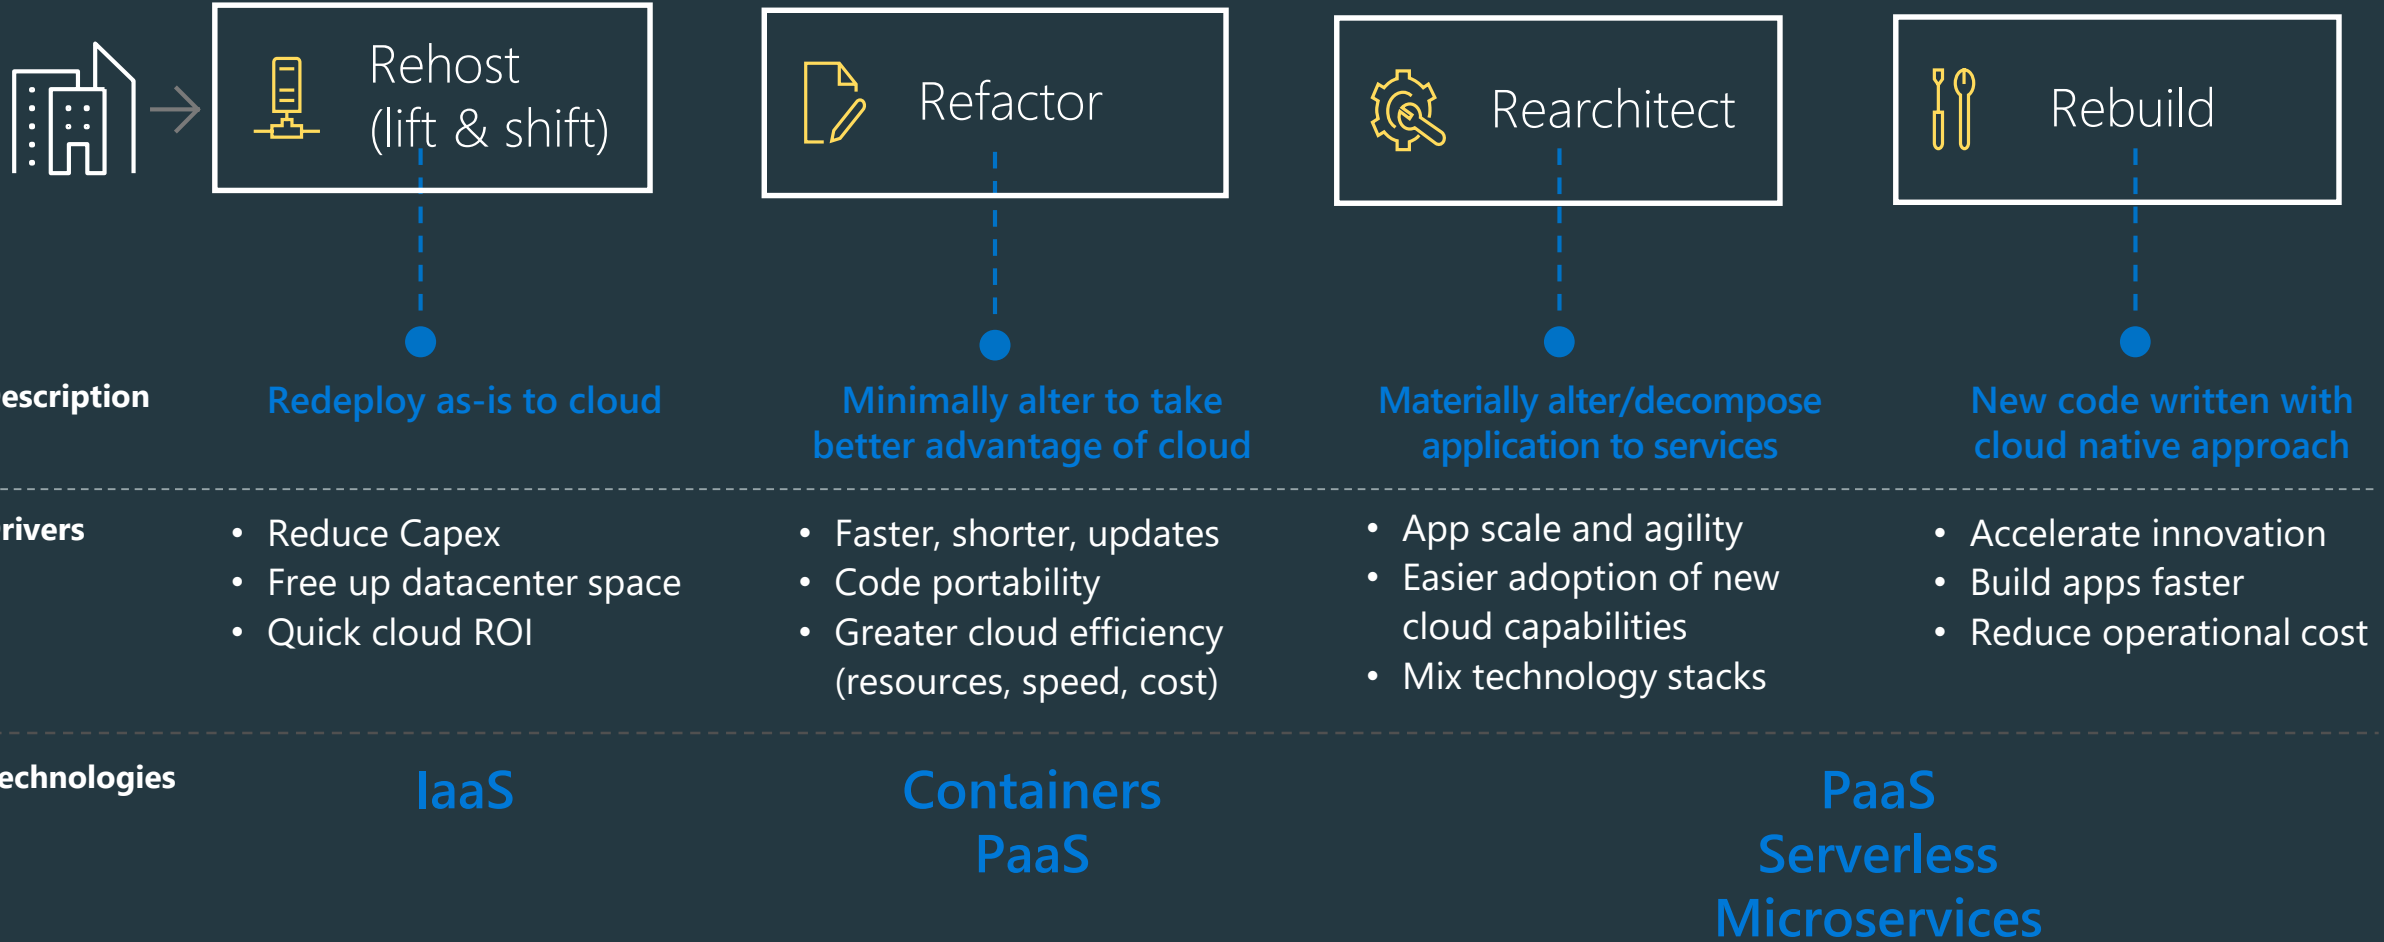 Rehost
(lift & shift)
Refactor
Rearchitect
Rebuild
escription
Redeploy as-is to cloud
Minimally alter to take
better advantage of cloud
Materially alter/decompose
application to services
New code written with
cloud native approach
rivers
• Reduce Capex
• Free up datacenter space
• Quick cloud ROI
• Faster, shorter, updates
• Code portability
• Greater cloud efficiency
(resources, speed, cost)
• App scale and agility
• Easier adoption of new
cloud capabilities
• Mix technology stacks
• Accelerate innovation
• Build apps faster
• Reduce operational cost
echnologies
IaaS
Containers
PaaS
PaaS
Serverless
Microservices